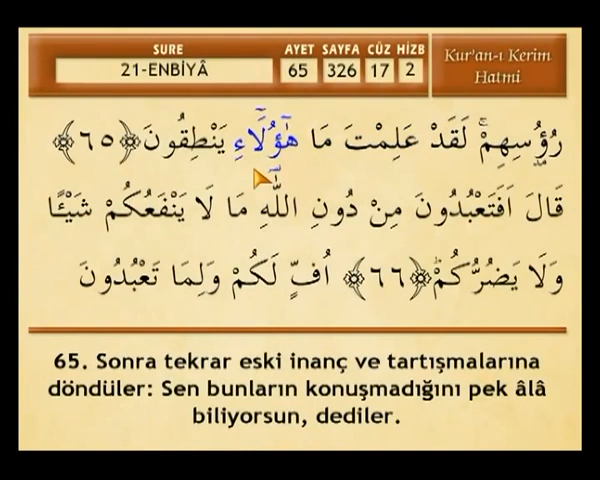 SURE AYET SAYFA CÜZ HİZB
21-ENBİYÂ 65 326 17 2
Kur'an-ı Kerim
Hatmi
رُؤُ۫سِهِمْۚ لَقَدْ عَلِمْتَ مَا هٰٓؤُ۬لَٓاءِ يَنْطِقُونَ﴿٦٥﴾
قَالَ اَفَتَعْبُدُونَ مِنْ دُونِ اللّٰهِ مَا لَا يَنْفَعُكُمْ شَيْـًٔا
وَلَا يَضُرُّكُمْۜ﴿٦٦﴾ اُفٍّ لَكُمْ وَلِمَا تَعْبُدُونَ
65. Sonra tekrar eski inanç ve tartışmalarına
döndüler: Sen bunların konuşmadığını pek âlâ
biliyorsun, dediler.